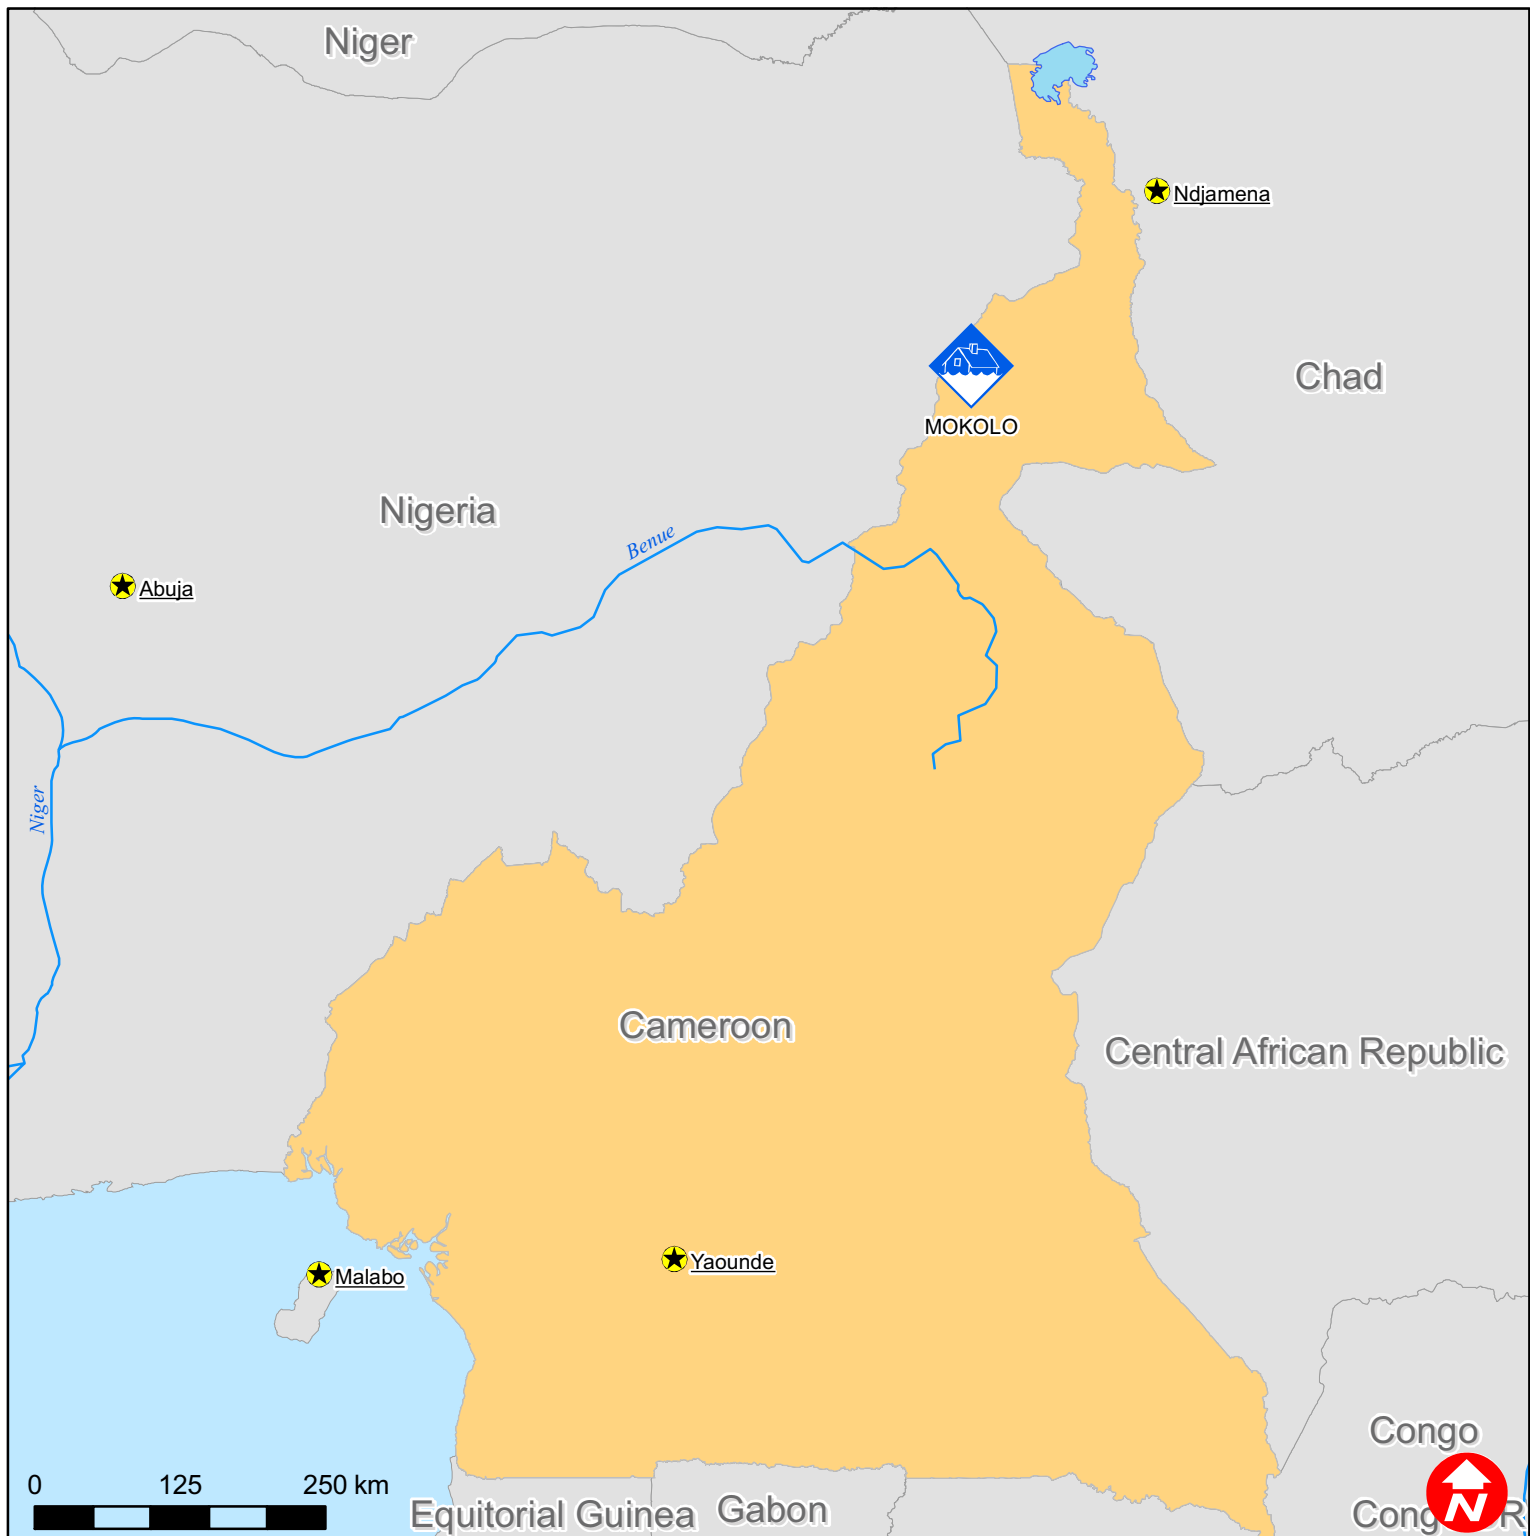 Niger
Ndjamena
Chad
MOKOLO
Nigeria
Benue
Abuja
Niger
Cameroon
Central African Republic
Yaounde
Malabo
Congo
0 125 250 km
Equitorial Guinea
Gabon
N